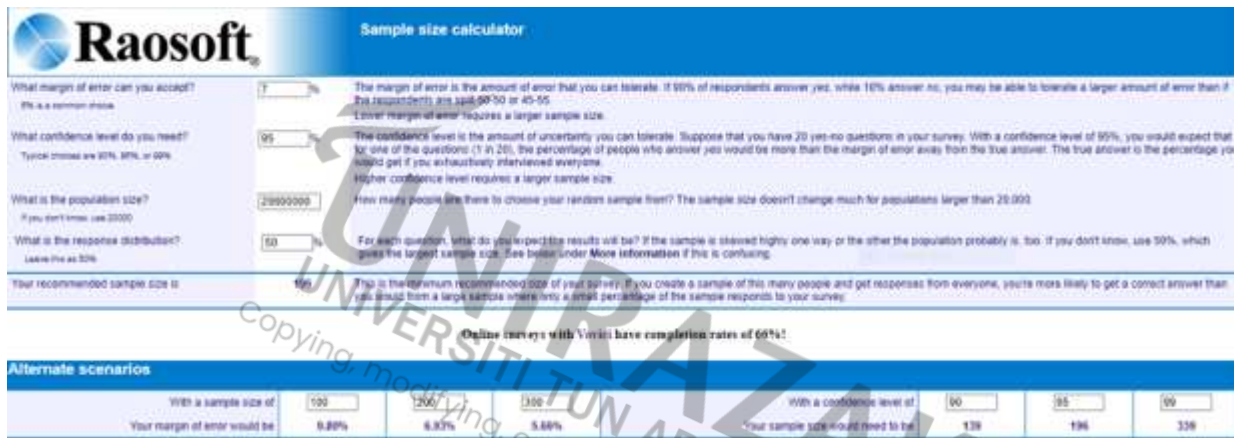 Raosoft®
Sample size calculator
What margin of error can you accept?
5% is a common choice
7 %
The margin of error is the amount of error that you can tolerate. If 90% of respondents answer yes, while 10% answer no, you may be able to tolerate a larger amount of error than if
the respondents are split 50-50 or 45-55.
Lower margin of error requires a larger sample size.
What confidence level do you need?
Typical choices are 90%, 95%, or 99%
95 %
The confidence level is the amount of uncertainty you can tolerate. Suppose that you have 20 yes-no questions in your survey. With a confidence level of 95%, you would expect that
for one of the questions (1 in 20), the percentage of people who answer yes would be more than the margin of error away from the true answer. The true answer is the percentage you
would get if you exhaustively interviewed everyone.
Higher confidence level requires a larger sample size.
What is the population size?
If you don't know, use 20000
How many people are there to choose your random sample from? The sample size doesn't change much for populations larger than 20,000.
What is the response distribution?
Leave this as 50%
50 %
For each question, what do you expect the results will be? If the sample is skewed highly one way or the other, the population probably is, too. If you don't know, use 50%, which
gives the largest sample size. See below under More information if this is confusing.
Your recommended sample size is
This is the minimum recommended size of your survey. If you create a sample of this many people and get responses from everyone, you're more likely to get a correct answer than
you would from a large sample where only a small percentage of the sample responds to your survey.
Online surveys with Vovici have completion rates of 66%!
Alternate scenarios
With a sample size of 100 200 300 With a confidence level of 90 95 99
Your margin of error would be 9.80% 6.93% 5.66% Your sample size would need to be 139 196 339
UNIRAZA
UNIVERSITI TUN A
Copying, modifying,